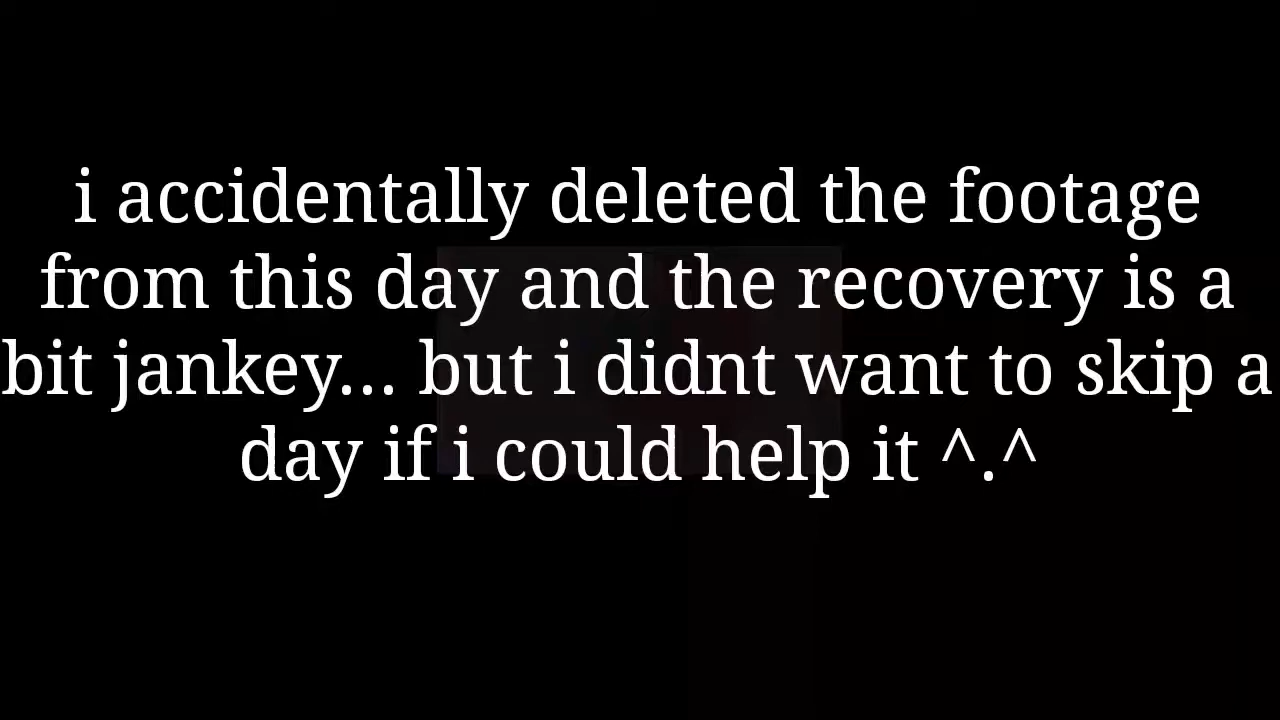 i accidentally deleted the footage
from this day and the recovery is a
bit jankey... but i didnt want to skip a
day if i could help it ^.^